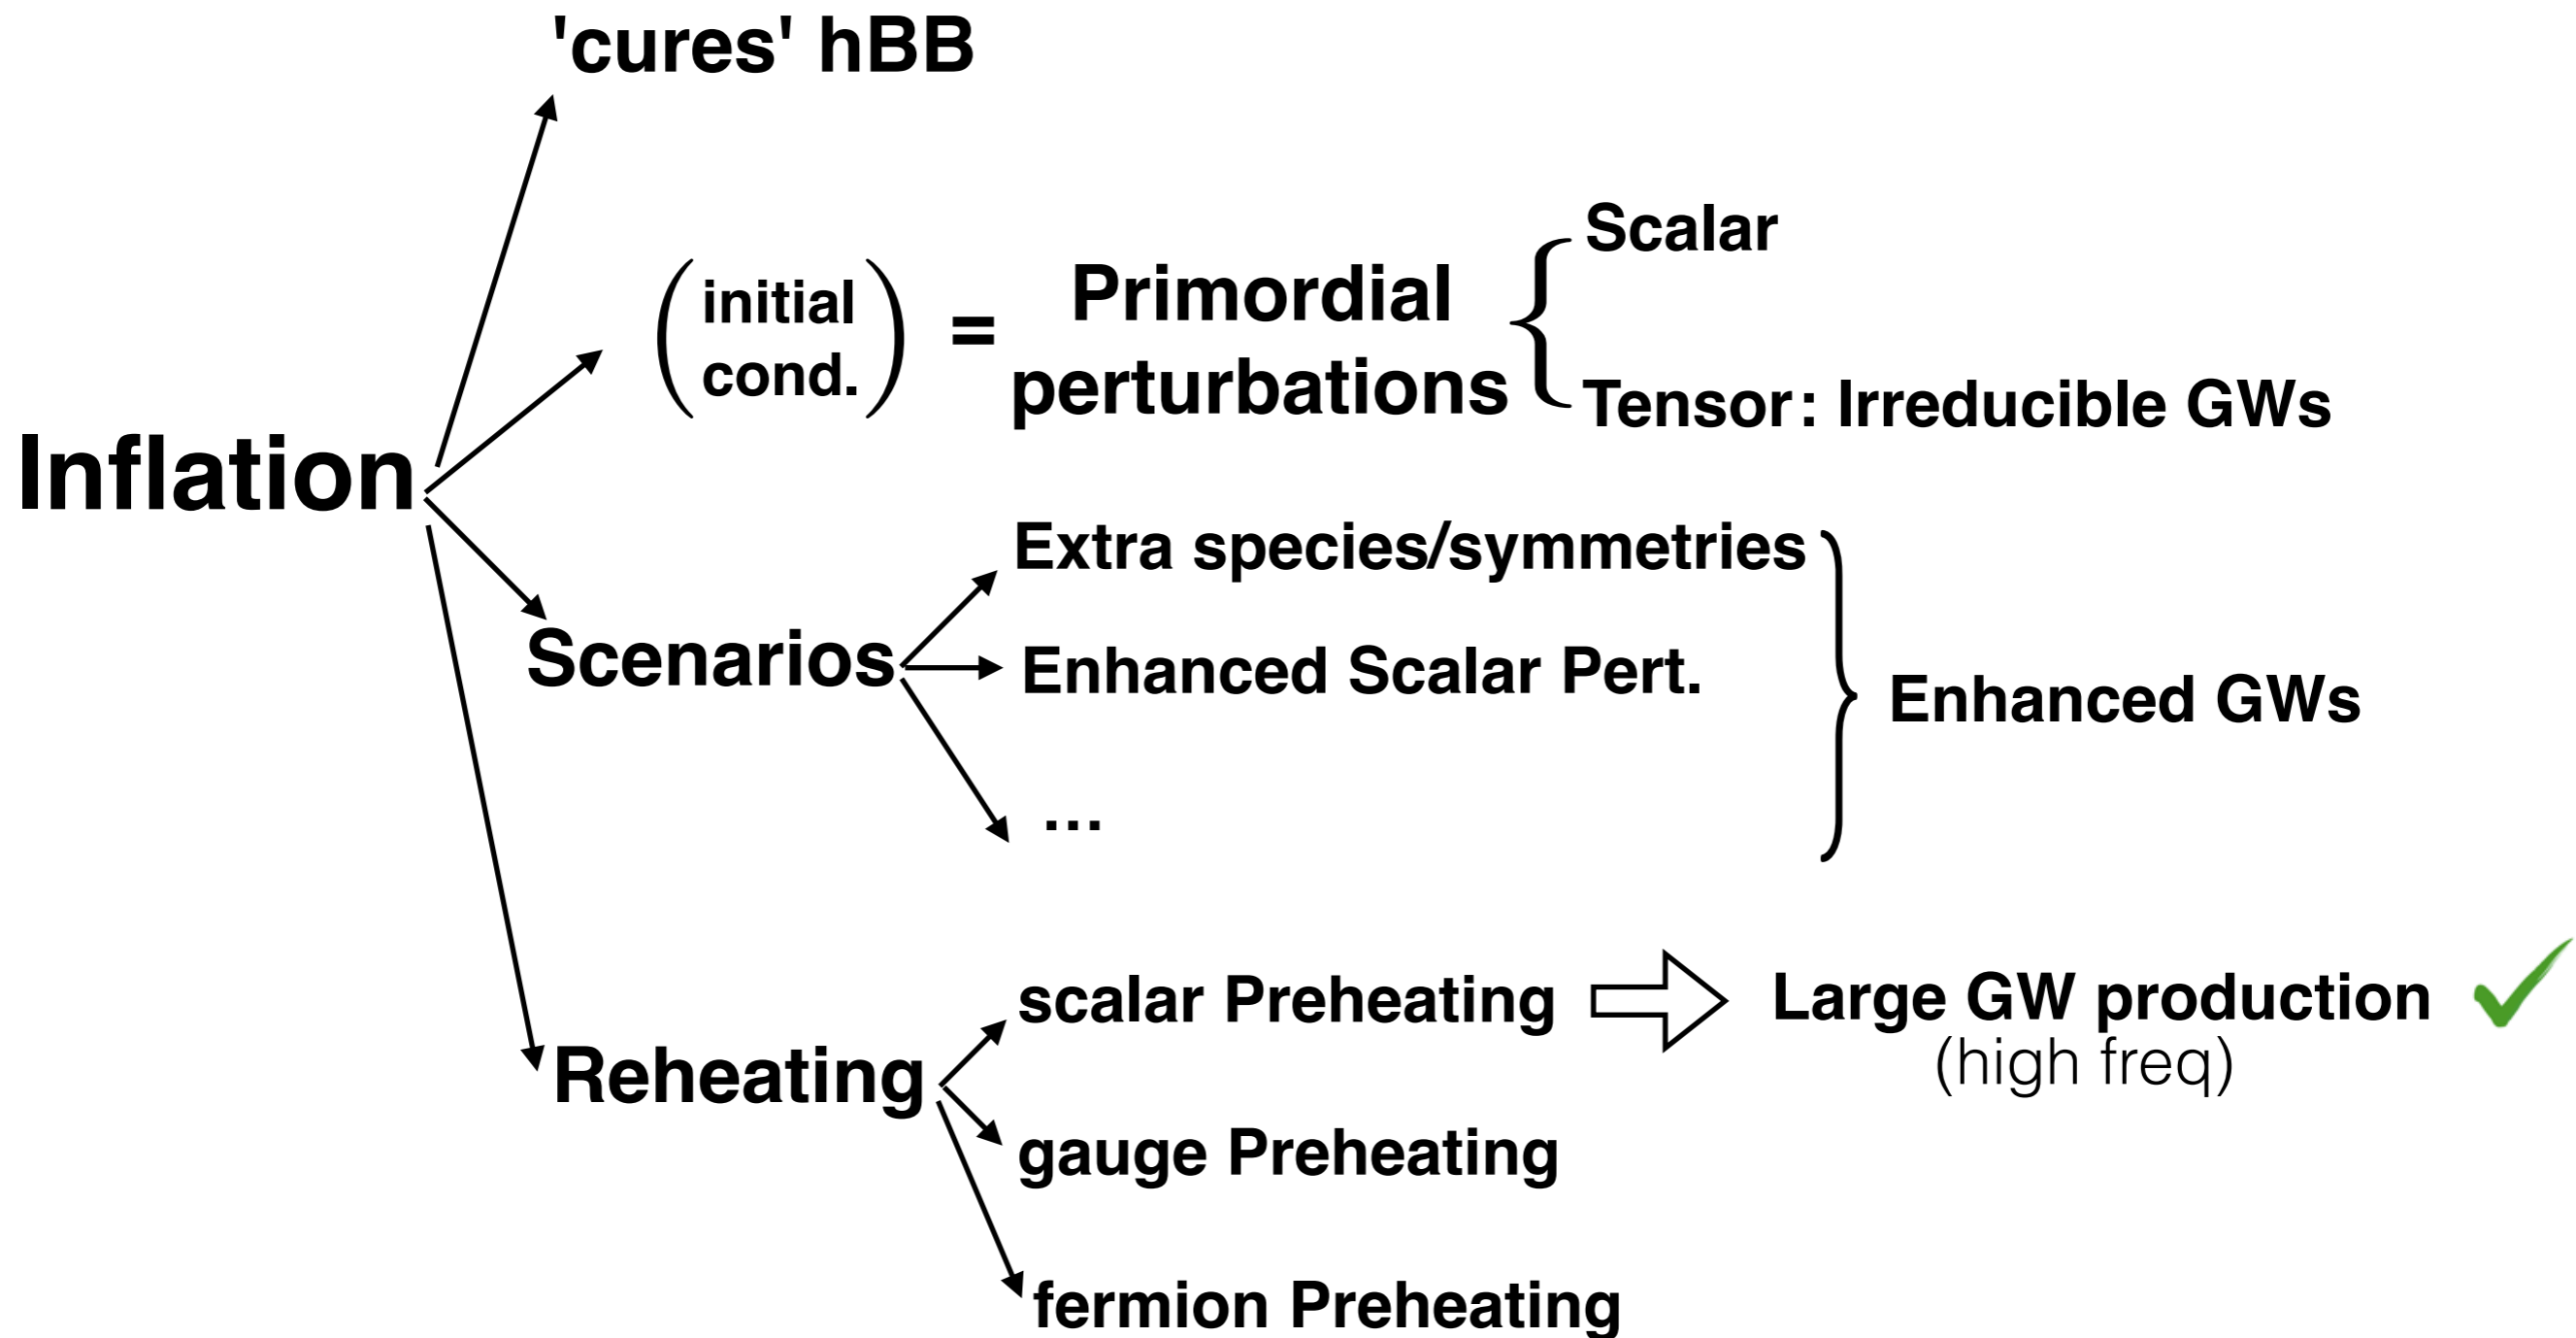 'cures' hBB
initial
cond.
=
Primordial
perturbations
Scalar
Tensor: Irreducible GWs
Inflation
Scenarios
Extra species/symmetries
Enhanced Scalar Pert.
...
Enhanced GWs
Reheating
scalar Preheating
Large GW production
(high freq)
gauge Preheating
fermion Preheating